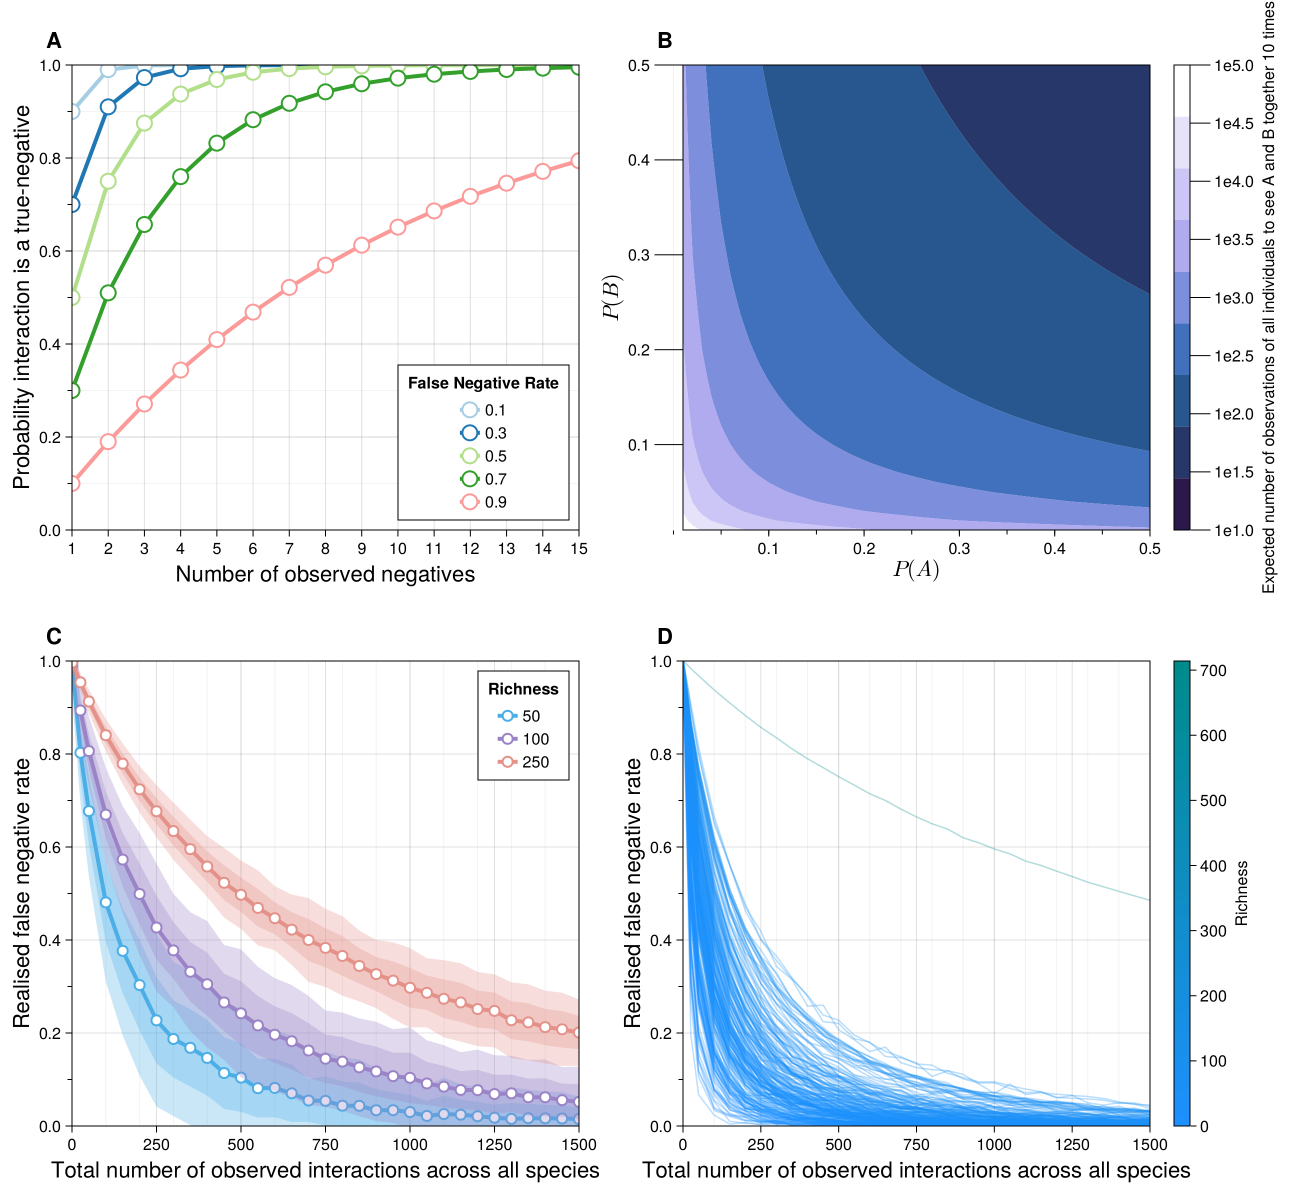 A
Probability interaction is a true-negative
1.0
0.8
0.6
0.4
0.2
0.0
1 2 3 4 5 6 7 8 9 10 11 12 13 14 15
Number of observed negatives
False Negative Rate
0.1
0.3
0.5
0.7
0.9
B
P(B)
0.5
0.4
0.3
0.2
0.1
0.1 0.2 0.3 0.4 0.5
P(A)
1e5.0
1e4.5
1e4.0
1e3.5
1e3.0
1e2.5
1e2.0
1e1.5
1e1.0
Expected number of observations of all individuals to see A and B together 10 times
C
Realised false negative rate
1.0
0.8
0.6
0.4
0.2
0.0
0 250 500 750 1000 1250 1500
Total number of observed interactions across all species
Richness
50
100
250
D
Realised false negative rate
1.0
0.8
0.6
0.4
0.2
0.0
0 250 500 750 1000 1250 1500
Total number of observed interactions across all species
700
600
500
400
300
200
100
0
Richness